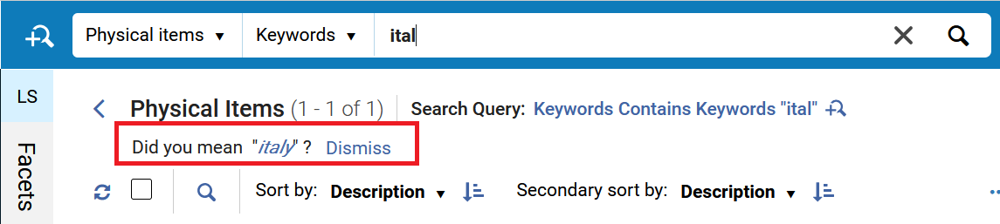 Physical items Keywords ital
LS
Physical Items (1 - 1 of 1) Search Query: Keywords Contains Keywords "ital"
Did you mean "italy" ? Dismiss
Facets
Sort by: Description Secondary sort by: Description